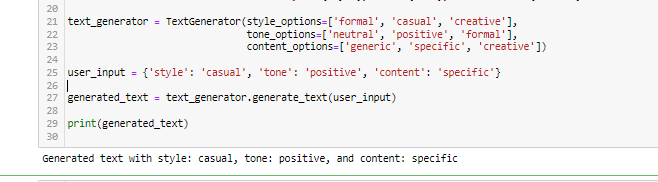 20
21 text_generator = TextGenerator(style_options=['formal', 'casual', 'creative'],
22                                tone_options=['neutral', 'positive', 'formal'],
23                                content_options=['generic', 'specific', 'creative'])
24
25 user_input = {'style': 'casual', 'tone': 'positive', 'content': 'specific'}
26
27 generated_text = text_generator.generate_text(user_input)
28
29 print(generated_text)
30
Generated text with style: casual, tone: positive, and content: specific